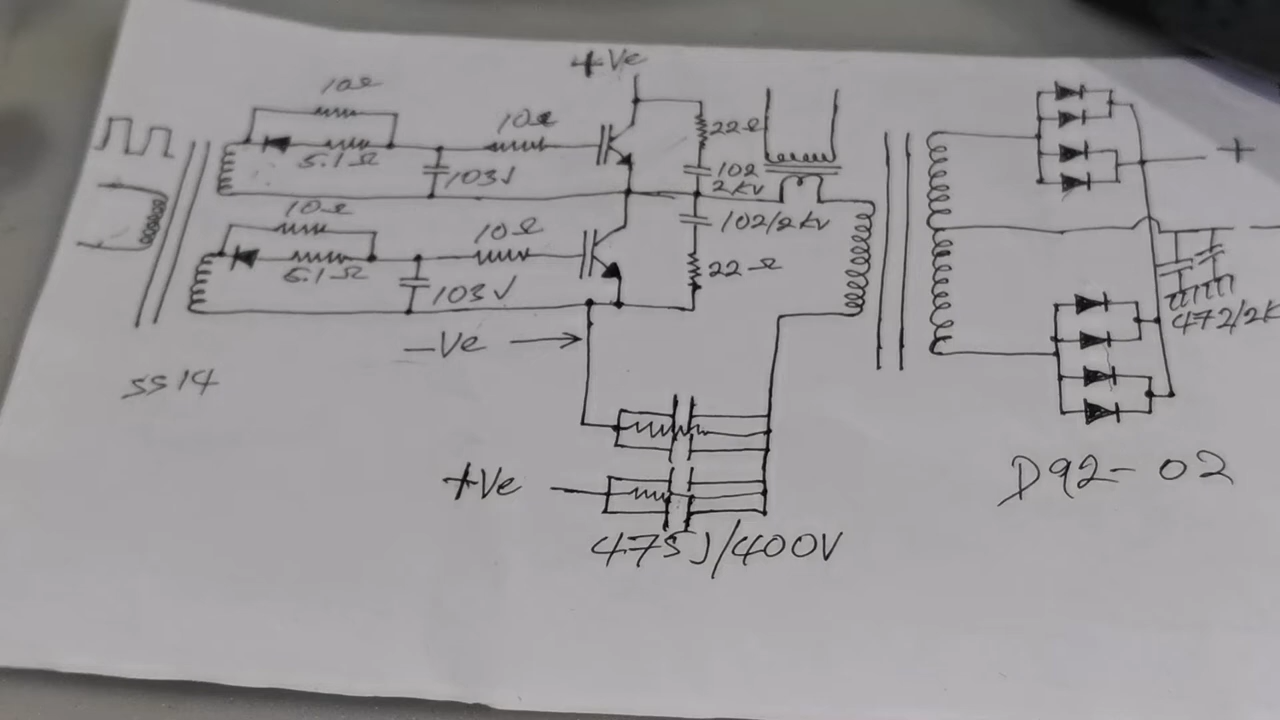 +Ve
10Ω
10Ω
22Ω
5.1Ω
103J
102
2KV
+
10Ω
10Ω
102/2KV
5.1Ω
103J
22Ω
-Ve
472/2K
SS14
+Ve
D92-02
475J/400V